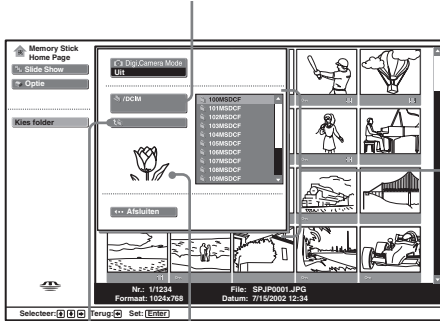 Memory Stick
Home Page
Slide Show
Optie
Kies folder
Digi.Camera Mode
Uit
/DCIM
100MSDCF
101MSDCF
102MSDCF
103MSDCF
104MSDCF
105MSDCF
106MSDCF
107MSDCF
108MSDCF
109MSDCF
Afsluiten
Nr.: 1/1234
File: SPJP0001.JPG
Formaat: 1024x768
Datum: 7/15/2002 12:34
Selecteer: Terug: Set: Enter